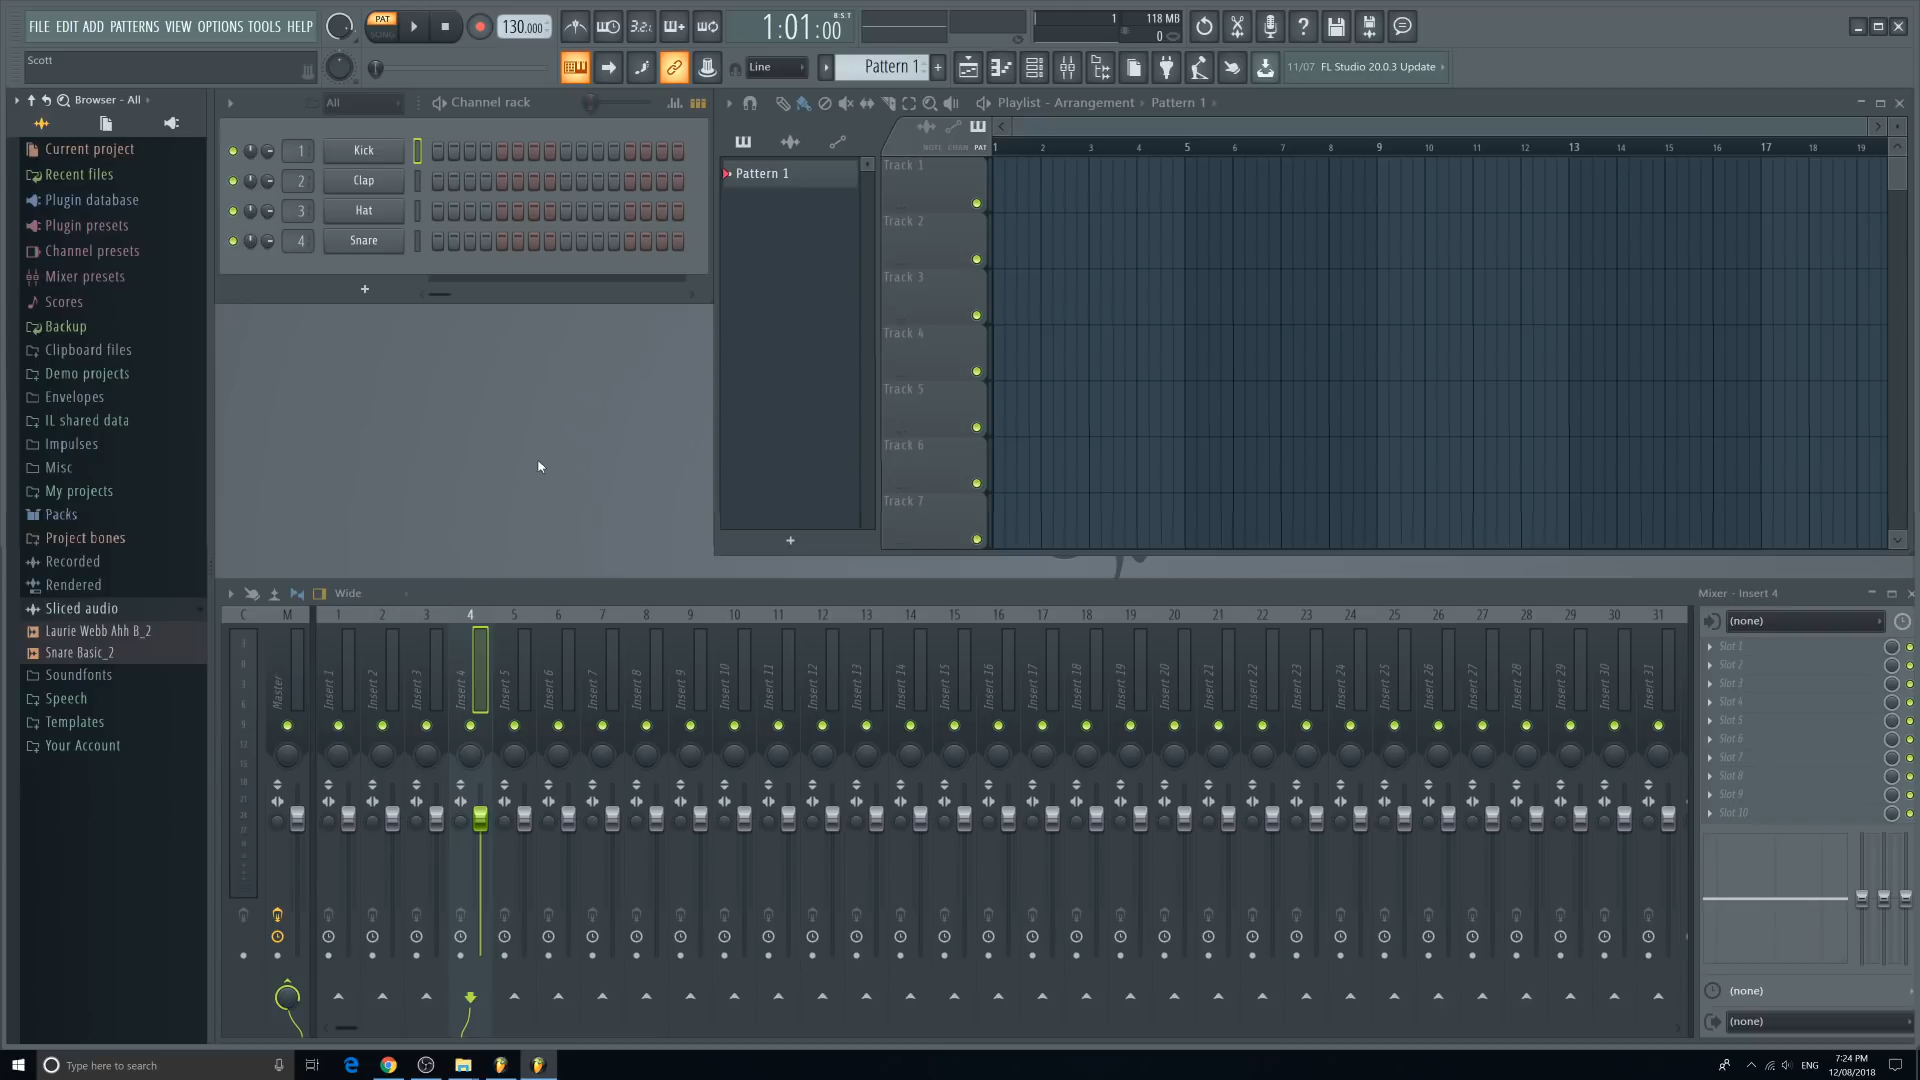 FILE EDIT ADD PATTERNS VIEW OPTIONS TOOLS HELP
PAT
SONG
130.000
3.2.
1:01:00
B:S:T
1
118 MB
0
Scott
Line
Pattern 1
11/07 FL Studio 20.0.3 Update
Browser - All
Current project
Recent files
Plugin database
Plugin presets
Channel presets
Mixer presets
Scores
Backup
Clipboard files
Demo projects
Envelopes
IL shared data
Impulses
Misc
My projects
Packs
Project bones
Recorded
Rendered
Sliced audio
Laurie Webb Ahh B_2
Snare Basic_2
Soundfonts
Speech
Templates
Your Account
All
Channel rack
1 Kick
2 Clap
3 Hat
4 Snare
Playlist - Arrangement Pattern 1
NOTE CHAN PAT
1 2 3 4 5 6 7 8 9 10 11 12 13 14 15 16 17 18 19
Pattern 1
Track 1
Track 2
Track 3
Track 4
Track 5
Track 6
Track 7
Wide
C M 1 2 3 4 5 6 7 8 9 10 11 12 13 14 15 16 17 18 19 20 21 22 23 24 25 26 27 28 29 30 31
Master Insert 1 Insert 2 Insert 3 Insert 4 Insert 5 Insert 6 Insert 7 Insert 8 Insert 9 Insert 10 Insert 11 Insert 12 Insert 13 Insert 14 Insert 15 Insert 16 Insert 17 Insert 18 Insert 19 Insert 20 Insert 21 Insert 22 Insert 23 Insert 24 Insert 25 Insert 26 Insert 27 Insert 28 Insert 29 Insert 30 Insert 31
Mixer - Insert 4
(none)
Slot 1
Slot 2
Slot 3
Slot 4
Slot 5
Slot 6
Slot 7
Slot 8
Slot 9
Slot 10
(none)
(none)
Type here to search
ENG
7:24 PM
12/08/2018